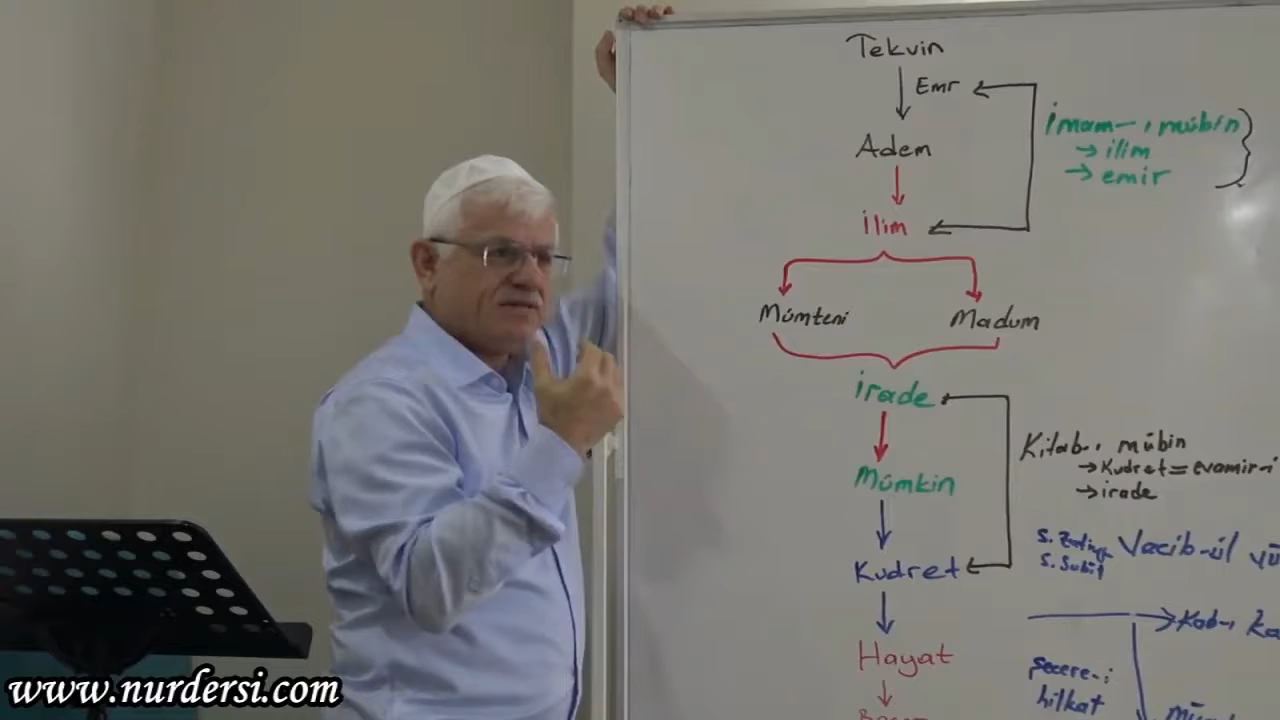 Tekvin
Emr
Adem
İmam-ı mübin
→ ilim
→ emir
İlim
Mümteni
Madum
İrade
Kitab-ı mübin
→ Kudret = evamir-i
→ irade
Mümkin
Kudret
S. Subut
Vacib-ül
Hayat
şecere-i
hilkat
www.nurdersi.com